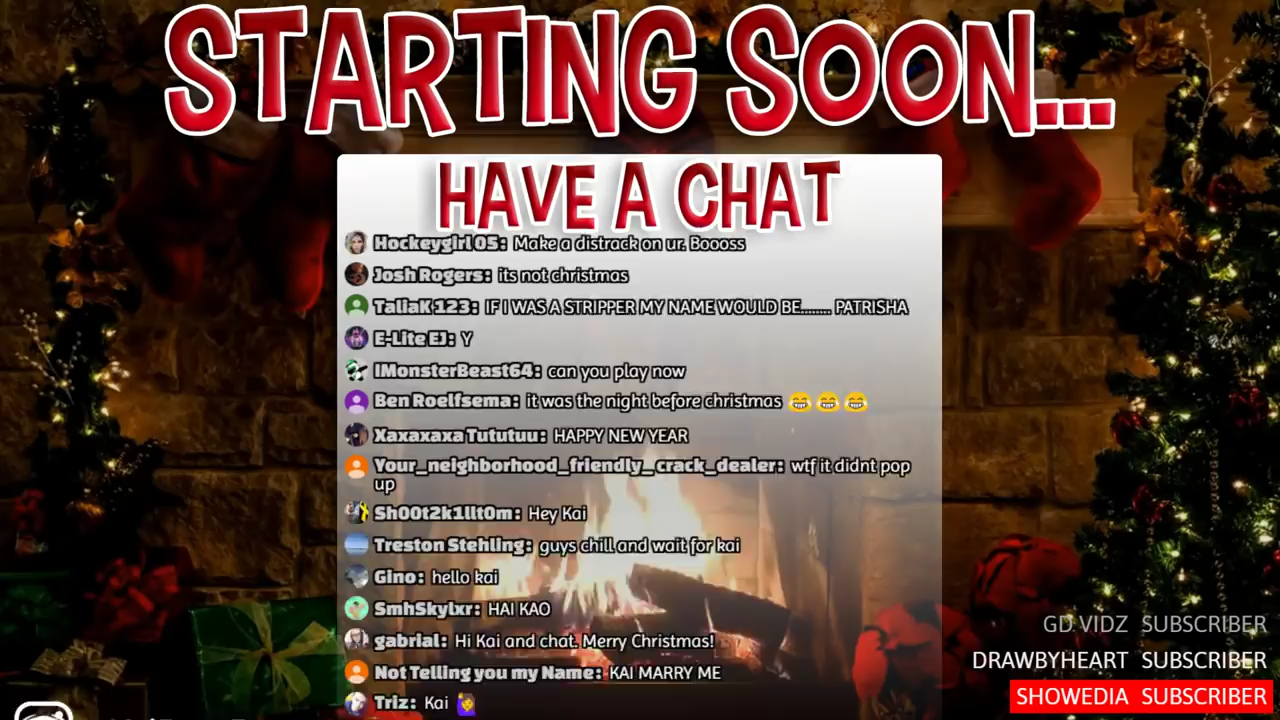 STARTING SOON...
HAVE A CHAT
Hockeygirl 05: Make a distrack on ur. Boooss
Josh Rogers: its not christmas
TaliaK 123: IF I WAS A STRIPPER MY NAME WOULD BE........ PATRISHA
E-Lite EJ: Y
IMonsterBeast64: can you play now
Ben Roelfsema: it was the night before christmas 😂 😂 😂
Xaxaxaxa Tututuu: HAPPY NEW YEAR
Your_neighborhood_friendly_crack_dealer: wtf it didnt pop
up
Sh00t2k1llt0m: Hey Kai
Treston Stehling: guys chill and wait for kai
Gino: hello kai
SmhSkylxr: HAI KAO
gabrial: Hi Kai and chat. Merry Christmas!
Not Telling you my Name: KAI MARRY ME
Triz: Kai 🙋
GD VIDZ SUBSCRIBER
DRAWBYHEART SUBSCRIBER
SHOWEDIA SUBSCRIBER